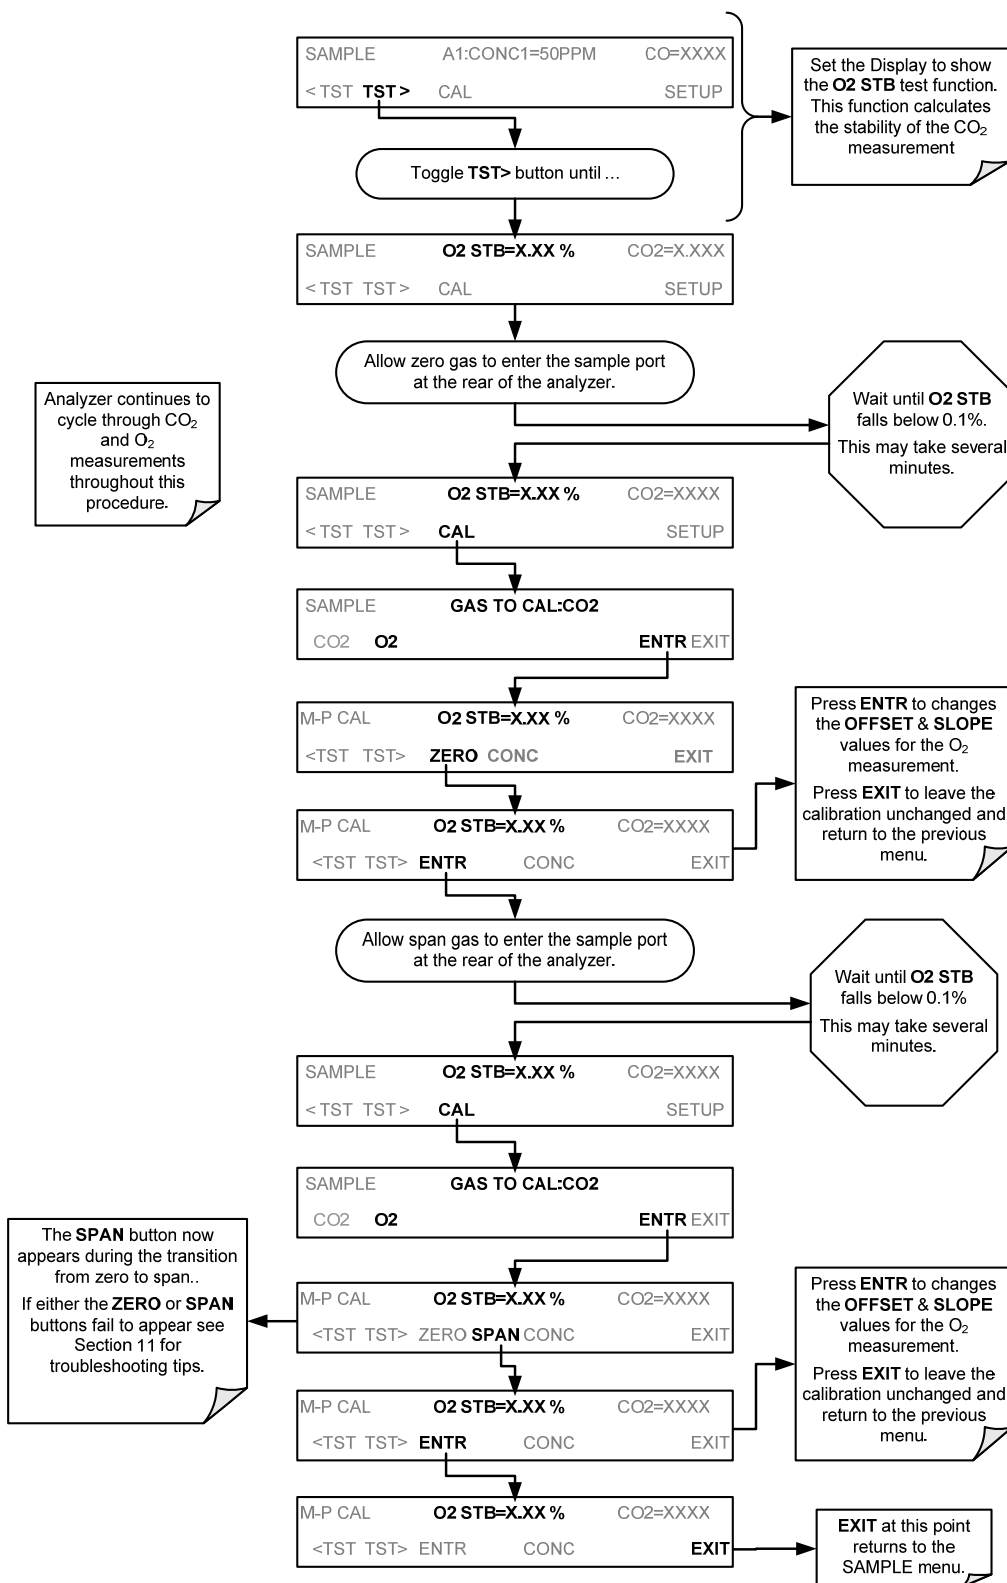 SAMPLE A1:CONC1=50PPM CO=XXXX
< TST TST > CAL SETUP
Set the Display to show
the O2 STB test function.
This function calculates
the stability of the CO₂
measurement
Toggle TST> button until ...
SAMPLE O2 STB=X.XX % CO2=X.XXX
< TST TST > CAL SETUP
Allow zero gas to enter the sample port
at the rear of the analyzer.
Wait until O2 STB
falls below 0.1%.
This may take several
minutes.
Analyzer continues to
cycle through CO₂
and O₂
measurements
throughout this
procedure.
SAMPLE O2 STB=X.XX % CO2=XXXX
< TST TST > CAL SETUP
SAMPLE GAS TO CAL:CO2
CO2 O2 ENTR EXIT
M-P CAL O2 STB=X.XX % CO2=XXXX
<TST TST> ZERO CONC EXIT
Press ENTR to changes
the OFFSET & SLOPE
values for the O₂
measurement.
Press EXIT to leave the
calibration unchanged and
return to the previous
menu.
M-P CAL O2 STB=X.XX % CO2=XXXX
<TST TST> ENTR CONC EXIT
Allow span gas to enter the sample port
at the rear of the analyzer.
Wait until O2 STB
falls below 0.1%
This may take several
minutes.
SAMPLE O2 STB=X.XX % CO2=XXXX
< TST TST > CAL SETUP
SAMPLE GAS TO CAL:CO2
CO2 O2 ENTR EXIT
The SPAN button now
appears during the transition
from zero to span..
If either the ZERO or SPAN
buttons fail to appear see
Section 11 for
troubleshooting tips.
M-P CAL O2 STB=X.XX % CO2=XXXX
<TST TST> ZERO SPAN CONC EXIT
Press ENTR to changes
the OFFSET & SLOPE
values for the O₂
measurement.
Press EXIT to leave the
calibration unchanged and
return to the previous
menu.
M-P CAL O2 STB=X.XX % CO2=XXXX
<TST TST> ENTR CONC EXIT
M-P CAL O2 STB=X.XX % CO2=XXXX
<TST TST> ENTR CONC EXIT
EXIT at this point
returns to the
SAMPLE menu.